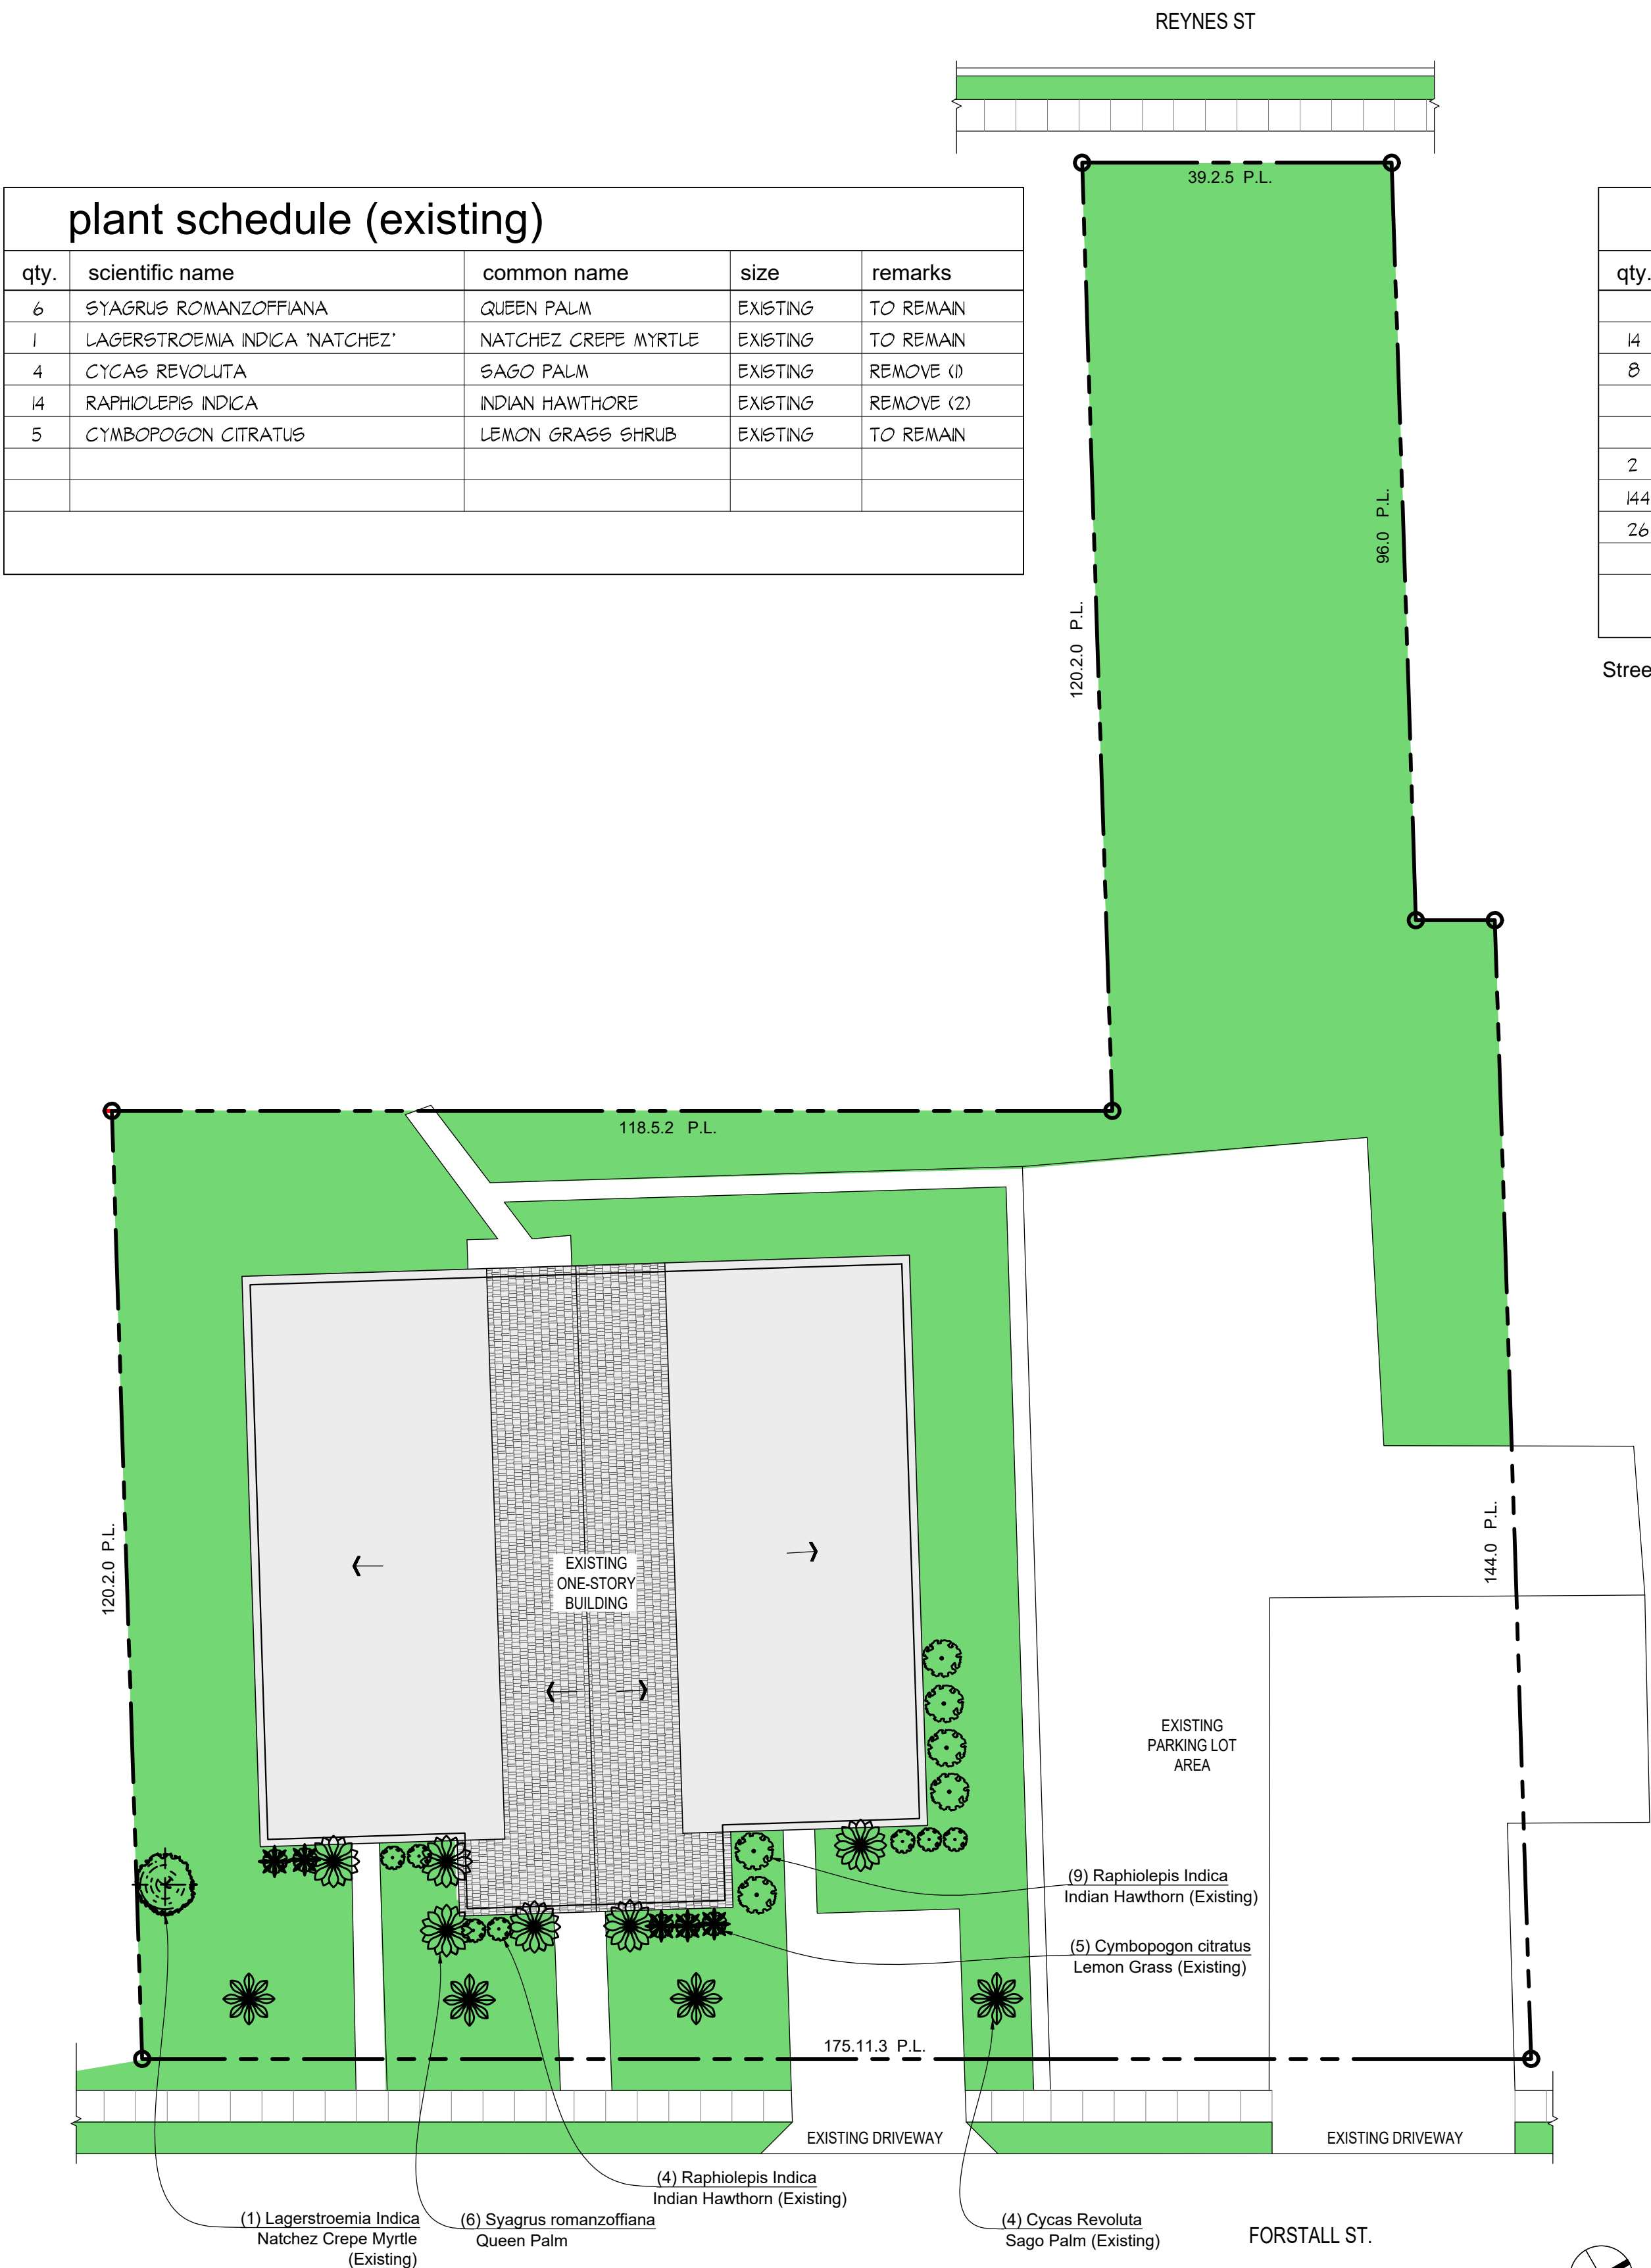 REYNES ST
39.2.5 P.L.
plant schedule (existing)
qty. scientific name common name size remarks
6 SYAGRUS ROMANZOFFIANA QUEEN PALM EXISTING TO REMAIN
1 LAGERSTROEMIA INDICA 'NATCHEZ' NATCHEZ CREPE MYRTLE EXISTING TO REMAIN
4 CYCAS REVOLUTA SAGO PALM EXISTING REMOVE (1)
14 RAPHIOLEPIS INDICA INDIAN HAWTHORE EXISTING REMOVE (2)
5 CYMBOPOGON CITRATUS LEMON GRASS SHRUB EXISTING TO REMAIN
qty.
14
8
2
144
26
Stree
96.0 P.L.
120.2.0 P.L.
118.5.2 P.L.
120.2.0 P.L.
144.0 P.L.
EXISTING
ONE-STORY
BUILDING
EXISTING
PARKING LOT
AREA
(9) Raphiolepis Indica
Indian Hawthorn (Existing)
(5) Cymbopogon citratus
Lemon Grass (Existing)
175.11.3 P.L.
EXISTING DRIVEWAY
EXISTING DRIVEWAY
(4) Raphiolepis Indica
Indian Hawthorn (Existing)
(1) Lagerstroemia Indica
Natchez Crepe Myrtle
(Existing)
(6) Syagrus romanzoffiana
Queen Palm
(4) Cycas Revoluta
Sago Palm (Existing)
FORSTALL ST.